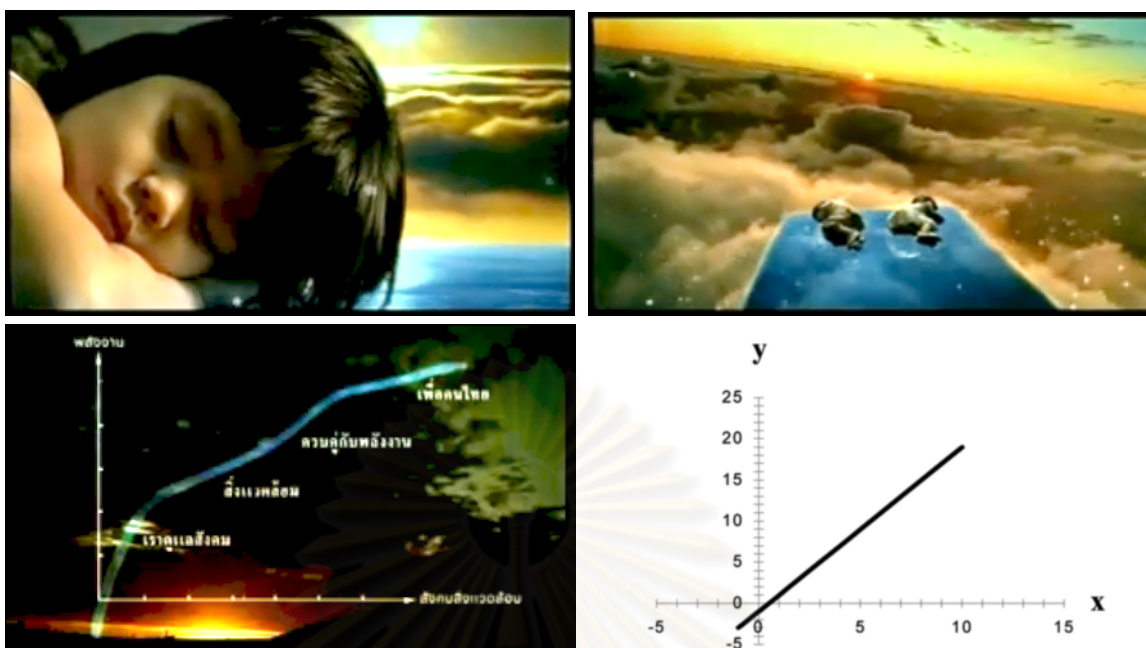 พลังงาน
เพื่อคนไทย
ควบคู่กับพลังงาน
สิ่งแวดล้อม
เราดูแลสังคม
สังคมสิ่งแวดล้อม
y
25
20
15
10
5
0
-5
-5
0
5
10
15
x